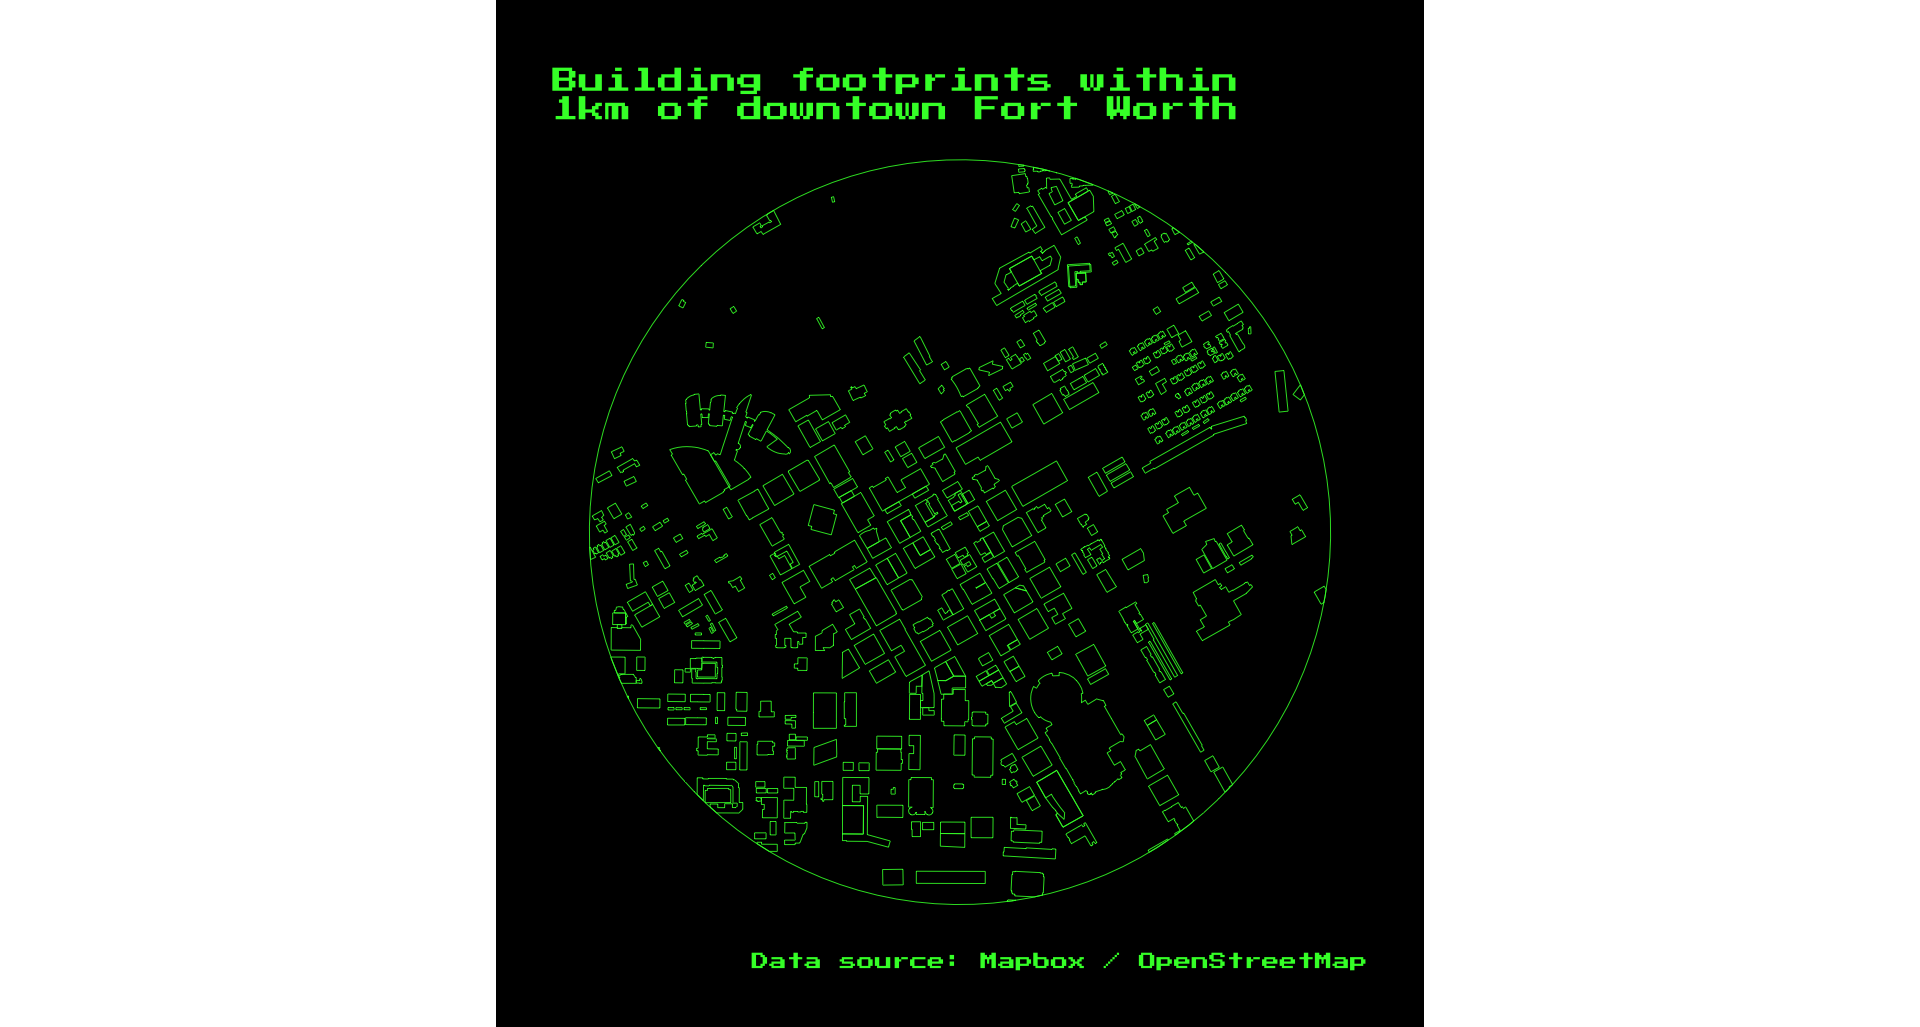 Building footprints within
1km of downtown Fort Worth
Data source: Mapbox / OpenStreetMap